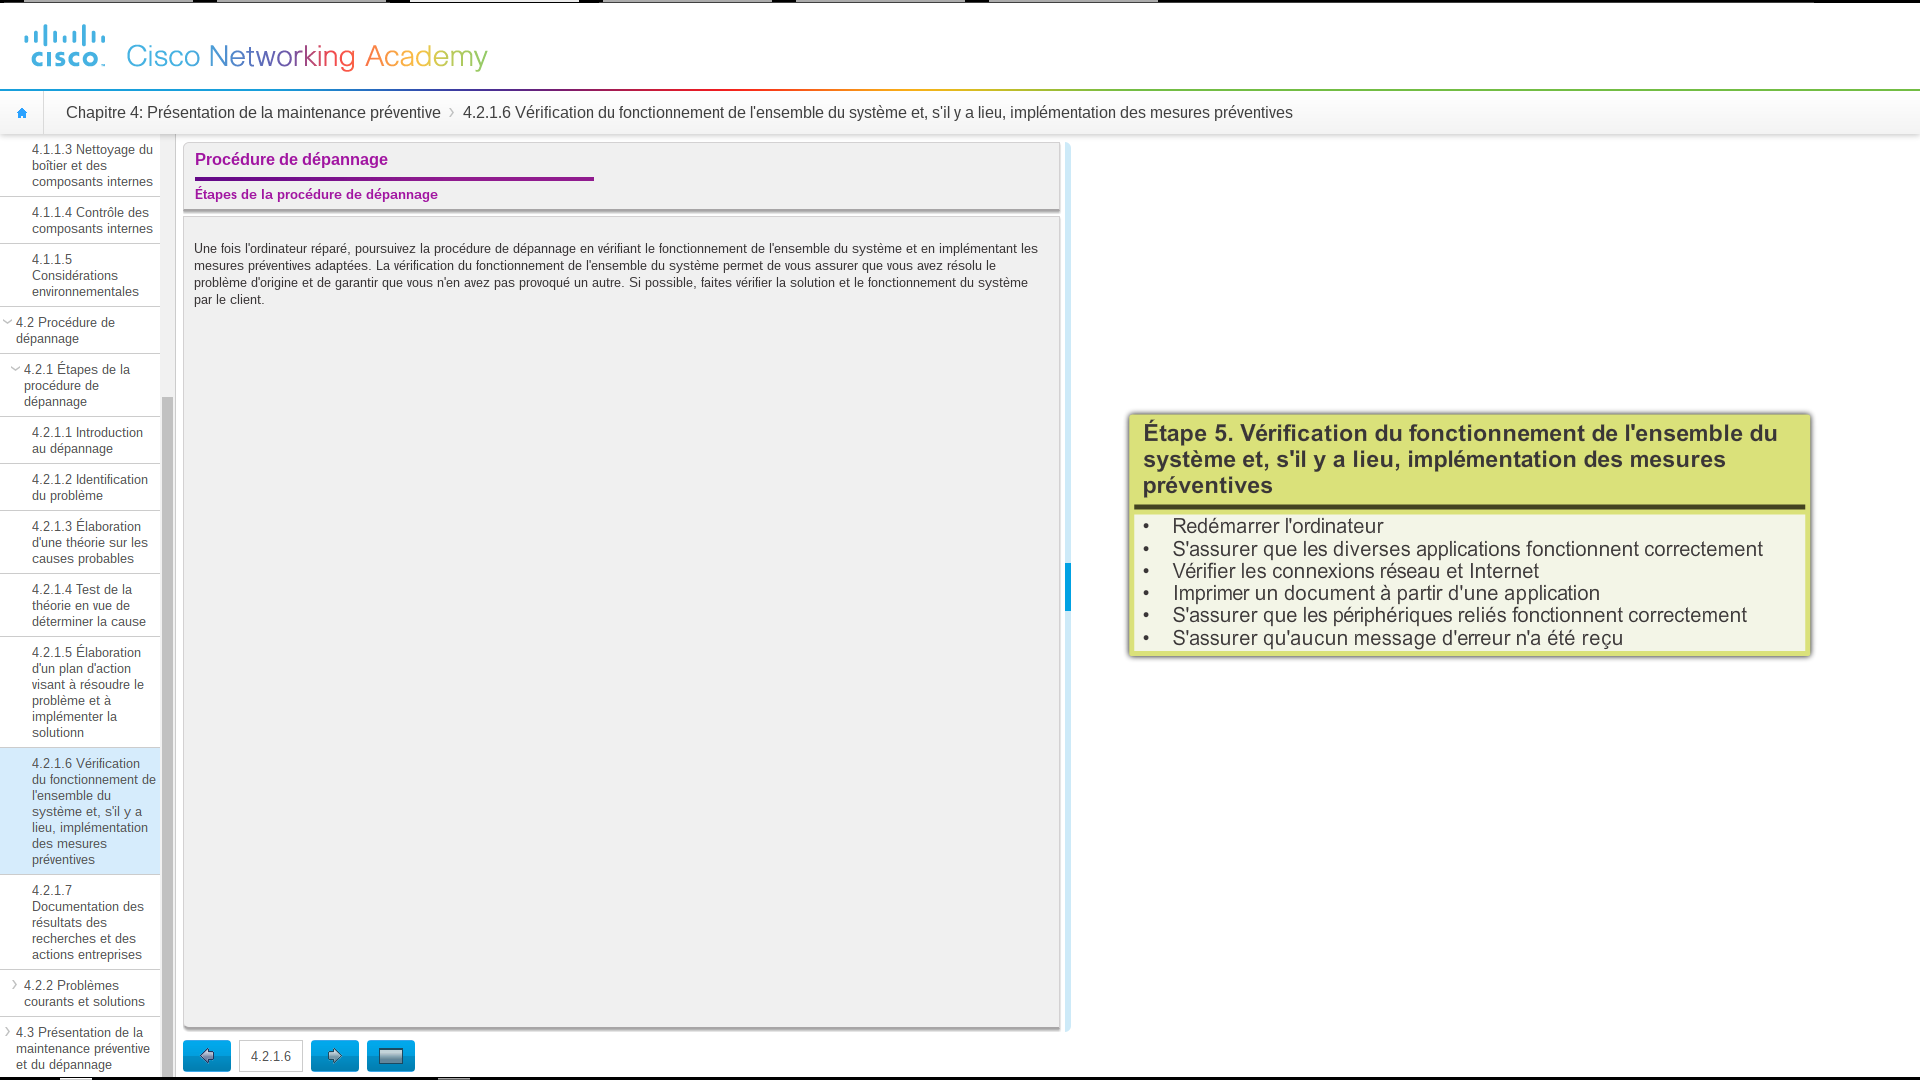 CISCO
Cisco Networking Academy
Chapitre 4: Présentation de la maintenance préventive
4.2.1.6 Vérification du fonctionnement de l'ensemble du système et, s'il y a lieu, implémentation des mesures préventives
4.1.1.3 Nettoyage du
boîtier et des
composants internes
4.1.1.4 Contrôle des
composants internes
4.1.1.5
Considérations
environnementales
4.2 Procédure de
dépannage
4.2.1 Étapes de la
procédure de
dépannage
4.2.1.1 Introduction
au dépannage
4.2.1.2 Identification
du problème
4.2.1.3 Élaboration
d'une théorie sur les
causes probables
4.2.1.4 Test de la
théorie en vue de
déterminer la cause
4.2.1.5 Élaboration
d'un plan d'action
visant à résoudre le
problème et à
implémenter la
solutionn
4.2.1.6 Vérification
du fonctionnement de
l'ensemble du
système et, s'il y a
lieu, implémentation
des mesures
préventives
4.2.1.7
Documentation des
résultats des
recherches et des
actions entreprises
4.2.2 Problèmes
courants et solutions
4.3 Présentation de la
maintenance préventive
et du dépannage
Procédure de dépannage
Étapes de la procédure de dépannage
Une fois l'ordinateur réparé, poursuivez la procédure de dépannage en vérifiant le fonctionnement de l'ensemble du système et en implémentant les
mesures préventives adaptées. La vérification du fonctionnement de l'ensemble du système permet de vous assurer que vous avez résolu le
problème d'origine et de garantir que vous n'en avez pas provoqué un autre. Si possible, faites vérifier la solution et le fonctionnement du système
par le client.
4.2.1.6
Étape 5. Vérification du fonctionnement de l'ensemble du
système et, s'il y a lieu, implémentation des mesures
préventives
• Redémarrer l'ordinateur
• S'assurer que les diverses applications fonctionnent correctement
• Vérifier les connexions réseau et Internet
• Imprimer un document à partir d'une application
• S'assurer que les périphériques reliés fonctionnent correctement
• S'assurer qu'aucun message d'erreur n'a été reçu